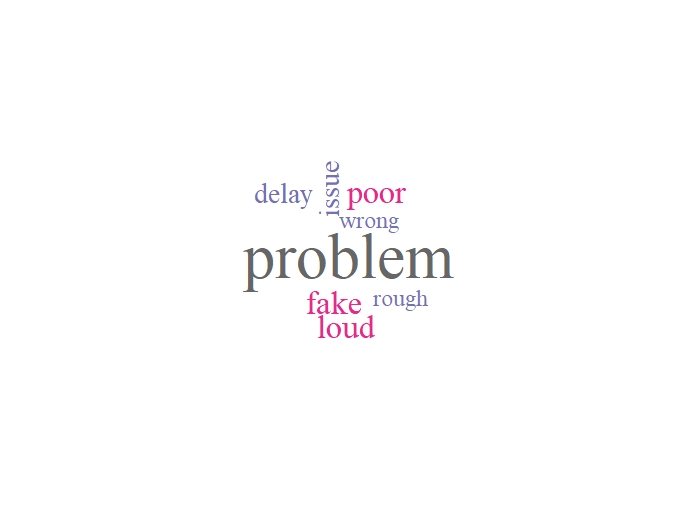 issue
delay
poor
wrong
problem
rough
fake
loud